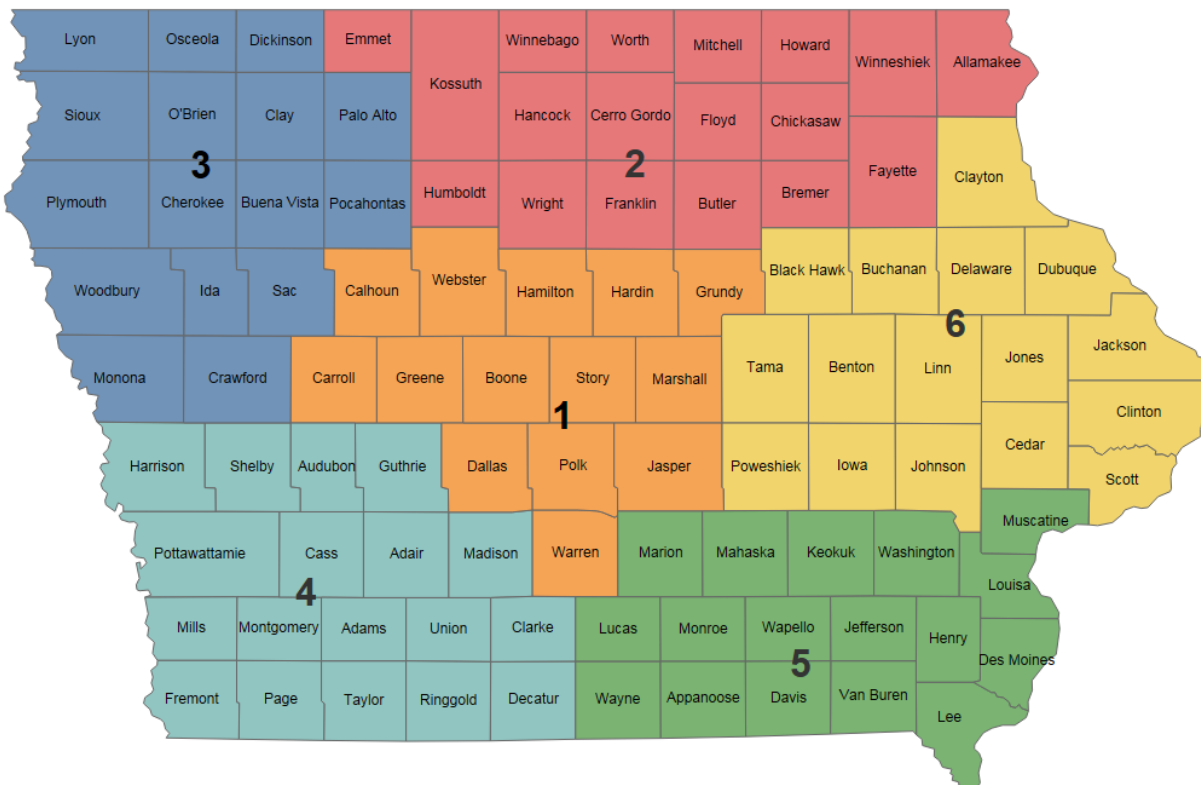 Lyon Osceola Dickinson Emmet Kossuth Winnebago Worth Mitchell Howard Winneshiek Allamakee
Sioux O'Brien Clay Palo Alto Hancock Cerro Gordo Floyd Chickasaw
3 2
Fayette Clayton
Plymouth Cherokee Buena Vista Pocahontas Humboldt Wright Franklin Butler Bremer
Woodbury Ida Sac Calhoun Webster Hamilton Hardin Grundy Black Hawk Buchanan Delaware Dubuque
6
Monona Crawford Carroll Greene Boone Story Marshall Tama Benton Linn Jones Jackson
1
Clinton
Harrison Shelby Audubon Guthrie Dallas Polk Jasper Poweshiek Iowa Johnson Cedar Scott
Muscatine
Pottawattamie Cass Adair Madison Warren Marion Mahaska Keokuk Washington
4
Louisa
Mills Montgomery Adams Union Clarke Lucas Monroe Wapello Jefferson Henry
5
Des Moines
Fremont Page Taylor Ringgold Decatur Wayne Appanoose Davis Van Buren Lee